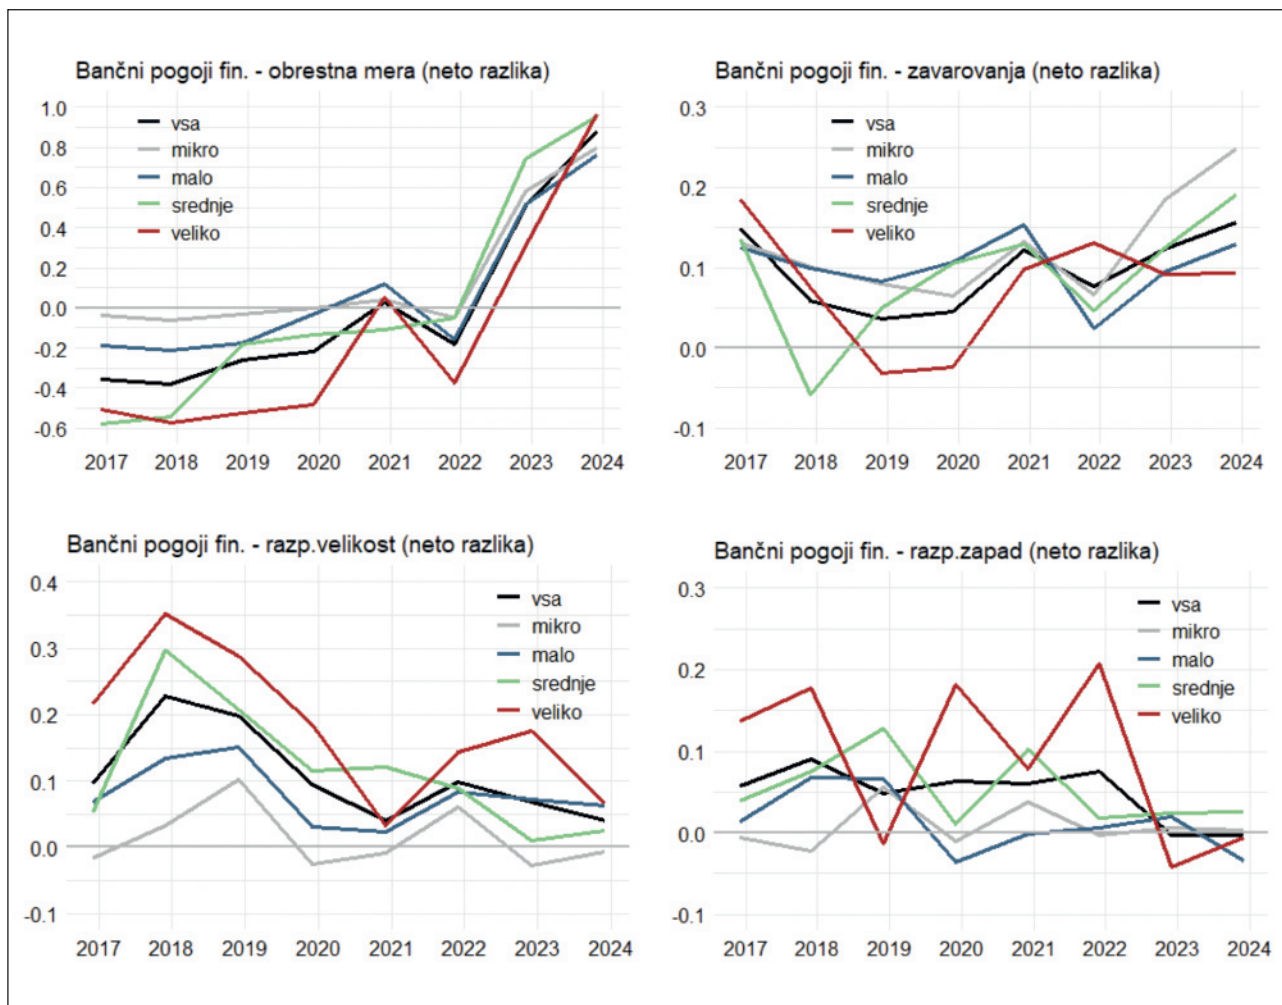 Bančni pogoji fin. - obrestna mera (neto razlika)
1.0
0.8
0.6
0.4
0.2
0.0
-0.2
-0.4
-0.6
vsa
mikro
malo
srednje
veliko
2017 2018 2019 2020 2021 2022 2023 2024
Bančni pogoji fin. - zavarovanja (neto razlika)
0.3
0.2
0.1
0.0
-0.1
vsa
mikro
malo
srednje
veliko
2017 2018 2019 2020 2021 2022 2023 2024
Bančni pogoji fin. - razp.velikost (neto razlika)
0.4
0.3
0.2
0.1
0.0
-0.1
vsa
mikro
malo
srednje
veliko
2017 2018 2019 2020 2021 2022 2023 2024
Bančni pogoji fin. - razp.zapad (neto razlika)
0.3
0.2
0.1
0.0
-0.1
vsa
mikro
malo
srednje
veliko
2017 2018 2019 2020 2021 2022 2023 2024